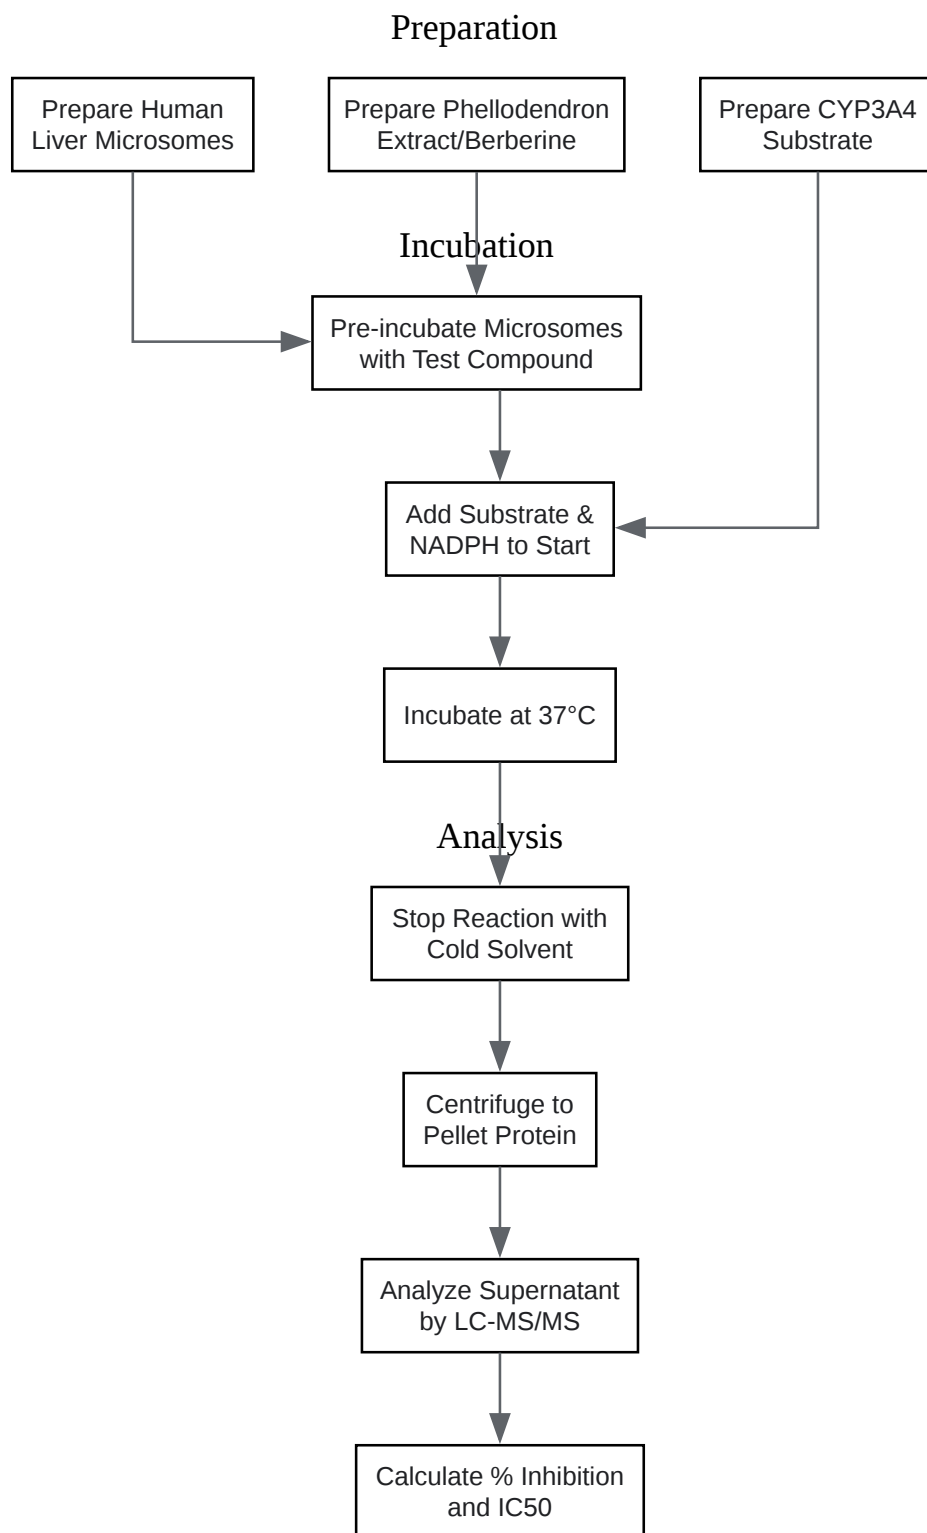 Preparation
Prepare Human
Liver Microsomes
Prepare Phellodendron
Extract/Berberine
Prepare CYP3A4
Substrate
Incubation
Pre-incubate Microsomes
with Test Compound
Add Substrate &
NADPH to Start
Incubate at 37°C
Analysis
Stop Reaction with
Cold Solvent
Centrifuge to
Pellet Protein
Analyze Supernatant
by LC-MS/MS
Calculate % Inhibition
and IC50